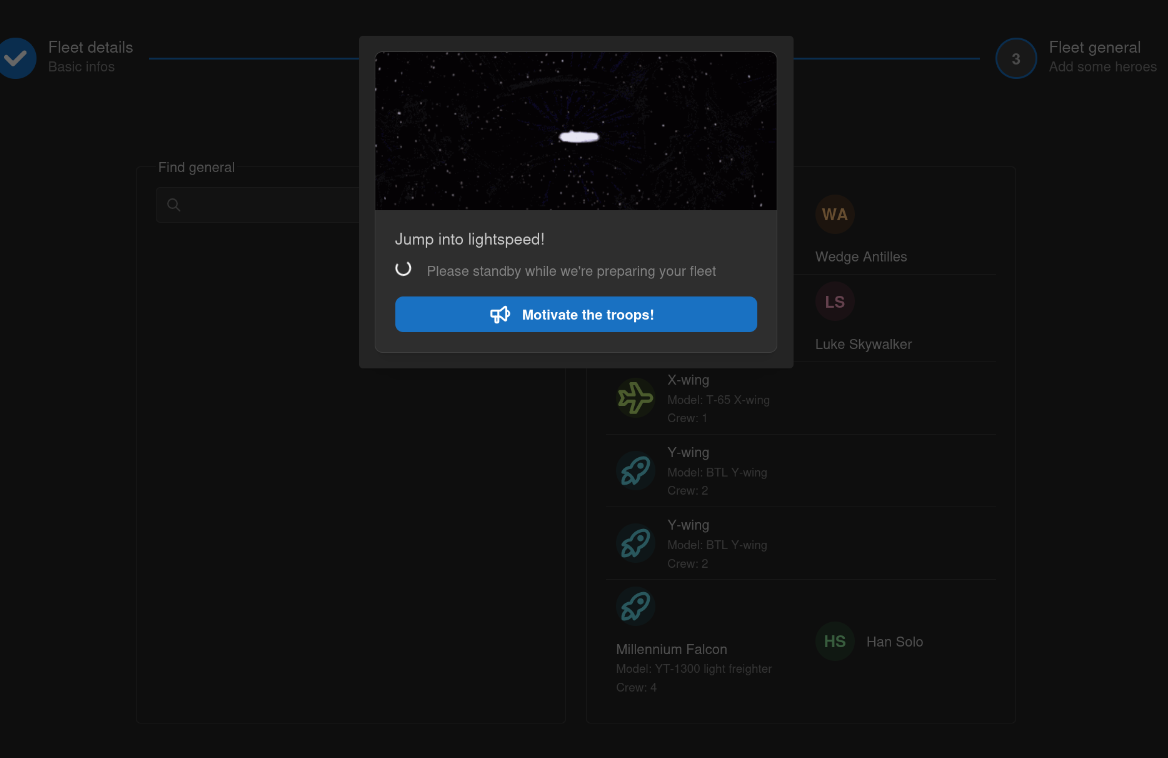 Fleet details
Basic infos
3
Fleet general
Add some heroes
Find general
Jump into lightspeed!
Please standby while we're preparing your fleet
Motivate the troops!
WA
Wedge Antilles
LS
Luke Skywalker
X-wing
Model: T-65 X-wing
Crew: 1
Y-wing
Model: BTL Y-wing
Crew: 2
Y-wing
Model: BTL Y-wing
Crew: 2
Millennium Falcon
Model: YT-1300 light freighter
Crew: 4
HS
Han Solo